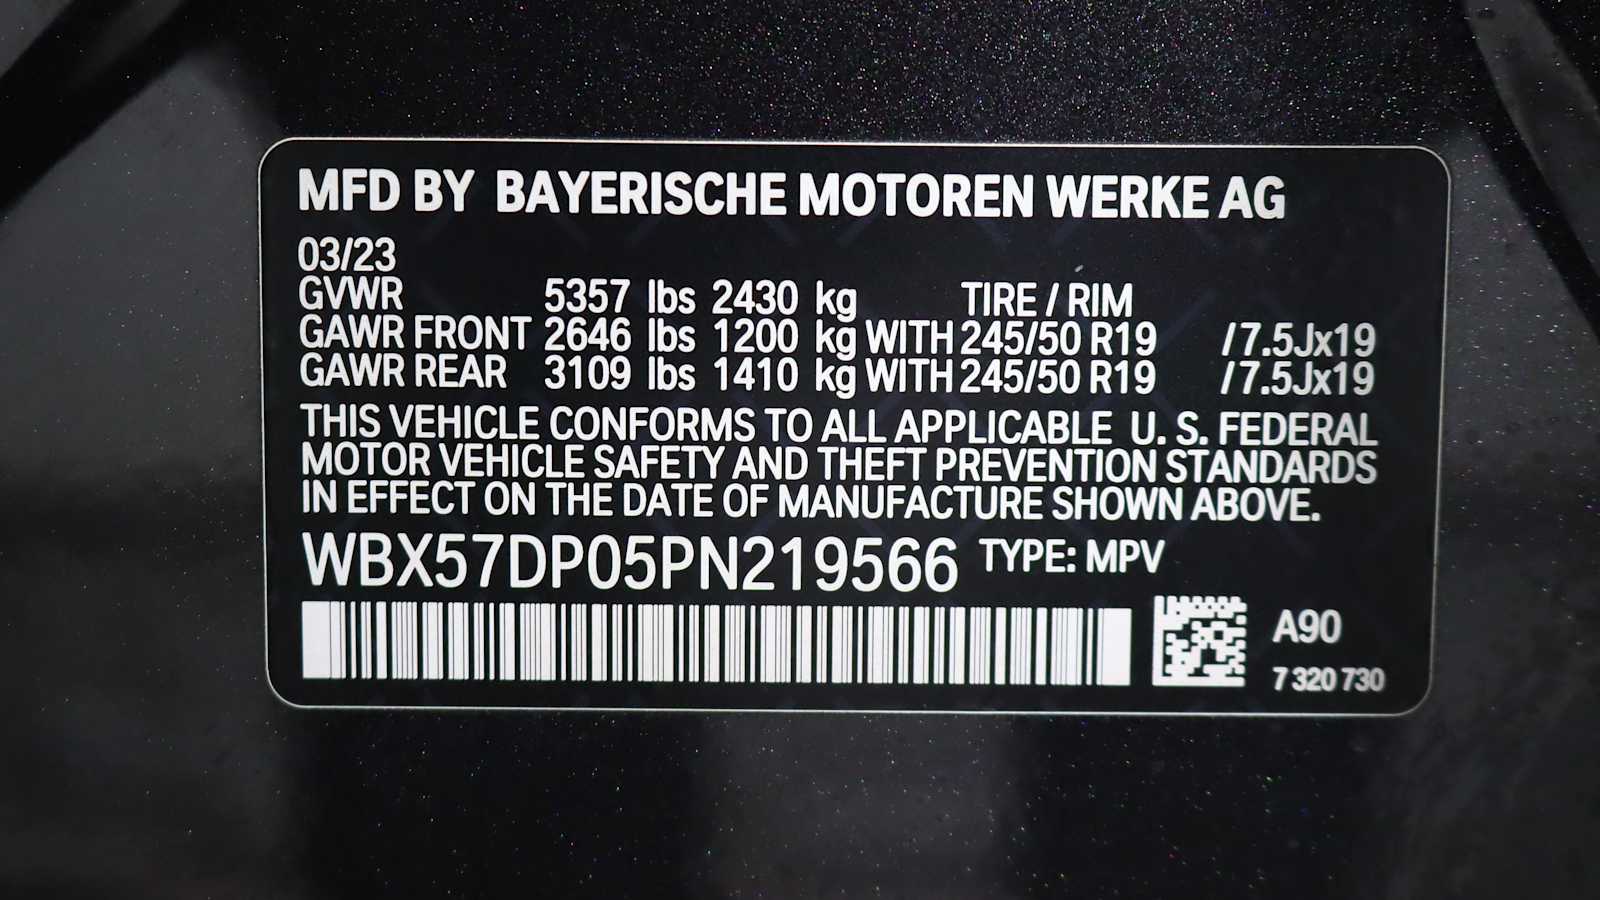 MFD BY BAYERISCHE MOTOREN WERKE AG
03/23
GVWR 5357 lbs 2430 kg TIRE / RIM
GAWR FRONT 2646 lbs 1200 kg WITH 245/50 R19 /7.5Jx19
GAWR REAR 3109 lbs 1410 kg WITH 245/50 R19 /7.5Jx19
THIS VEHICLE CONFORMS TO ALL APPLICABLE U. S. FEDERAL
MOTOR VEHICLE SAFETY AND THEFT PREVENTION STANDARDS
IN EFFECT ON THE DATE OF MANUFACTURE SHOWN ABOVE.
WBX57DP05PN219566 TYPE: MPV
A90
7 320 730